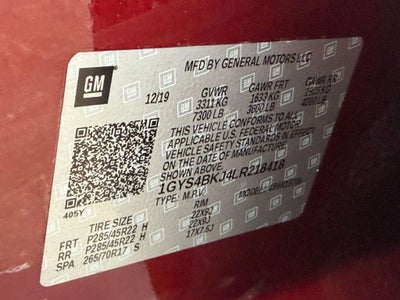 GM
MFD BY GENERAL MOTORS LLC
12/19 GVWR GAWR FRT GAWR RR
3311 KG 1633 KG
7300 LB 3600 LB 4200 LB
THIS VEHICLE CONFORMS TO ALL
APPLICABLE U.S. FEDERAL MOTOR
VEHICLE SAFETY STANDARDS IN EFFECT
ON THE DATE OF MANUFACTURE
SHOWN ABOVE.
1GYS4BKJ4LR218418
TYPE: M.P.V. MODEL:
405Y
TIRE SIZE RIM
FRT P285/45R22 H 22X9J
RR P285/45R22 H 22X9J
SPA 265/70R17 S 17X7.5J